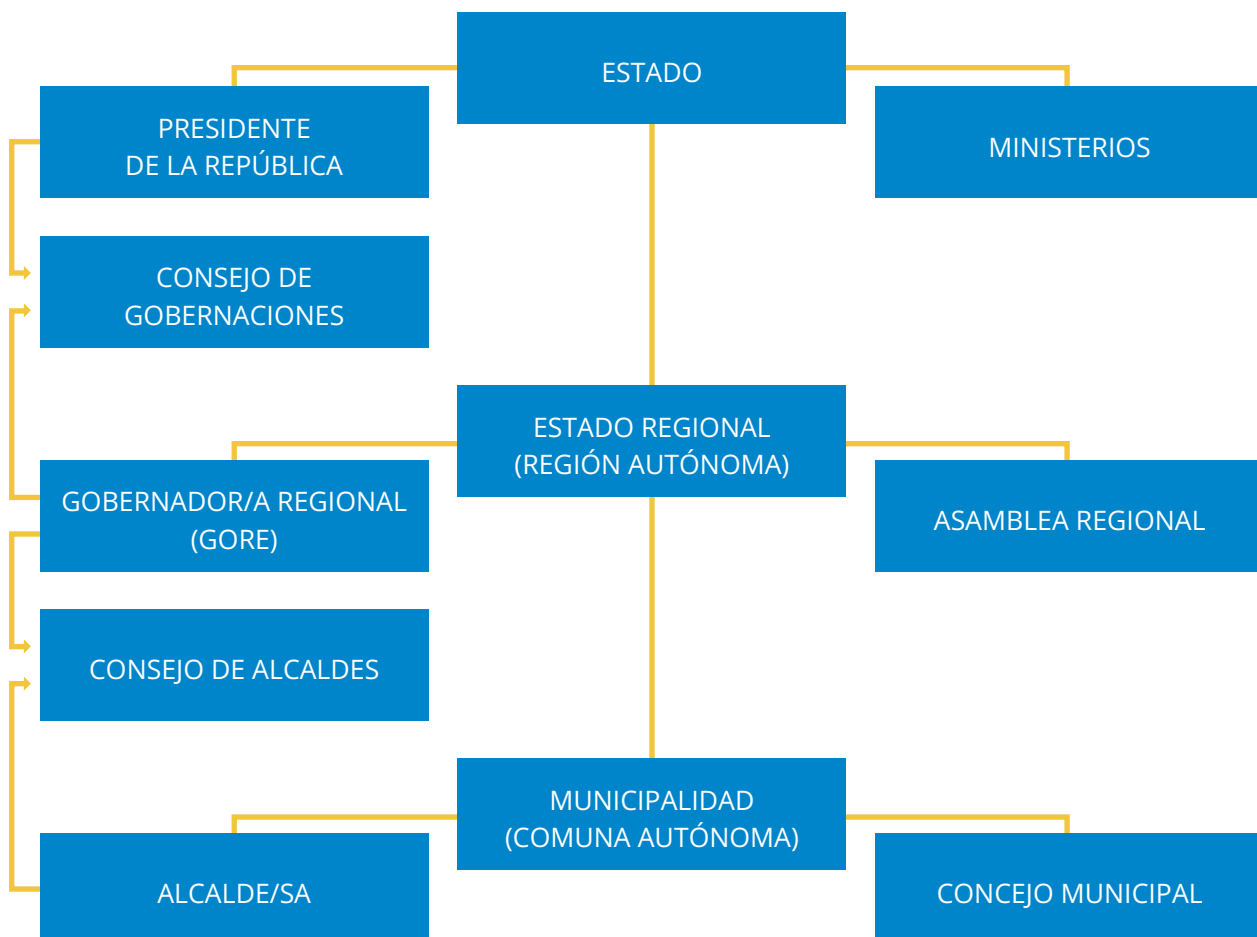 ESTADO
PRESIDENTE
DE LA REPÚBLICA
MINISTERIOS
CONSEJO DE
GOBERNACIONES
ESTADO REGIONAL
(REGIÓN AUTÓNOMA)
GOBERNADOR/A REGIONAL
(GORE)
ASAMBLEA REGIONAL
CONSEJO DE ALCALDES
MUNICIPALIDAD
(COMUNA AUTÓNOMA)
ALCALDE/SA
CONCEJO MUNICIPAL